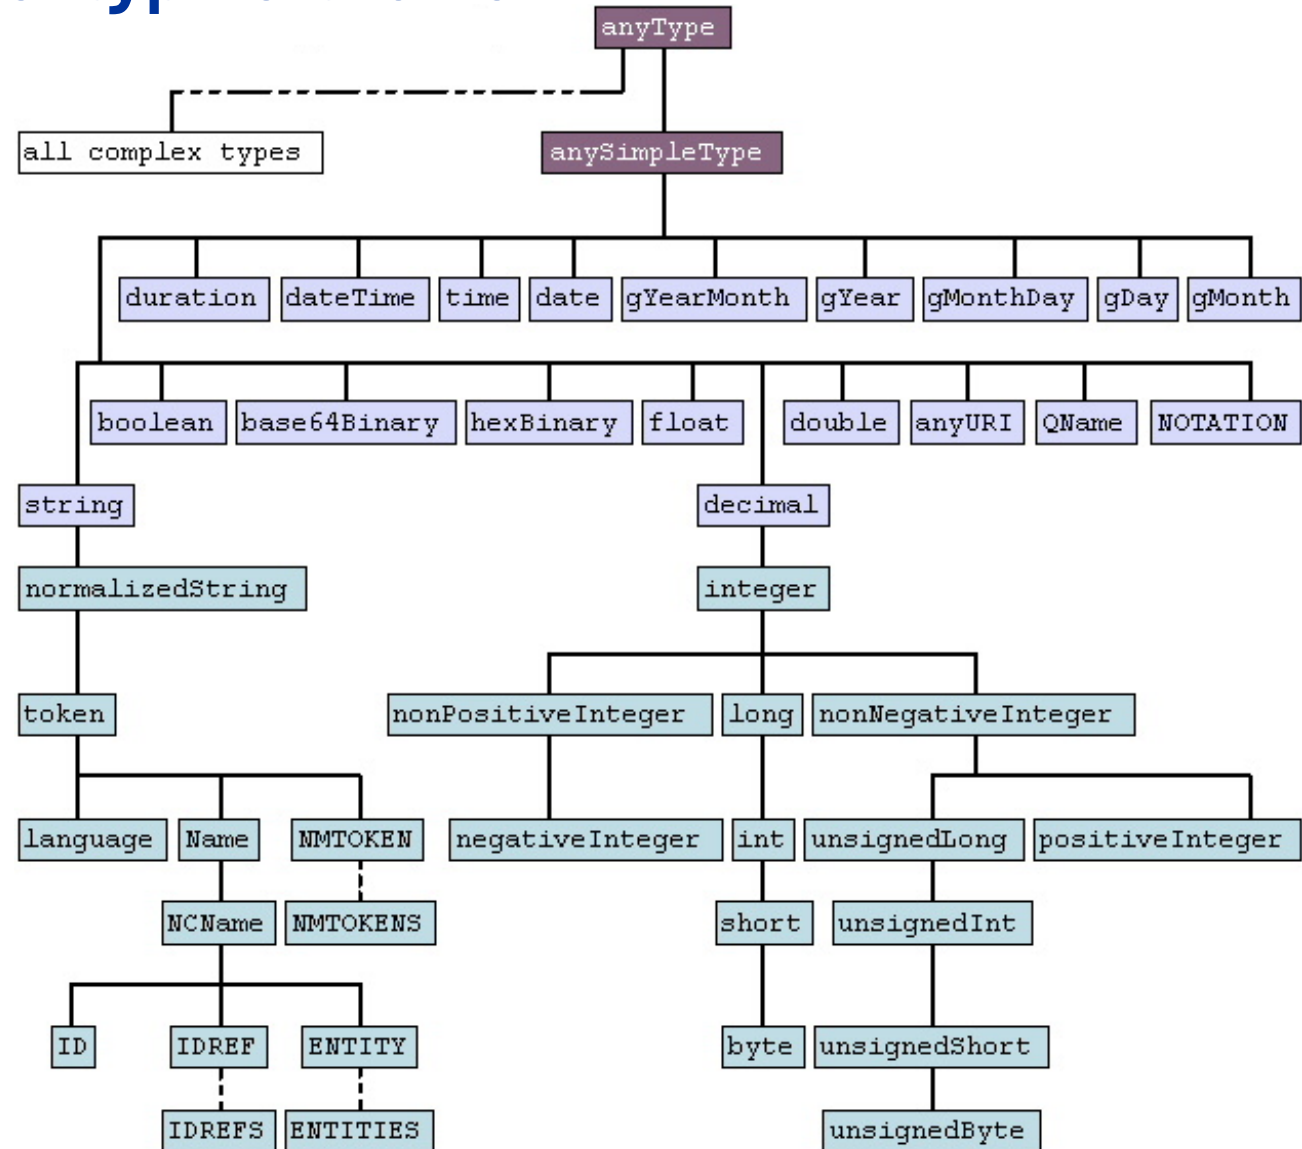 anyType
all complex types
anySimpleType
duration
dateTime
time
date
gYearMonth
gYear
gMonthDay
gDay
gMonth
boolean
base64Binary
hexBinary
float
double
anyURI
QName
NOTATION
string
decimal
normalizedString
integer
token
nonPositiveInteger
long
nonNegativeInteger
language
Name
NMTOKEN
negativeInteger
int
unsignedLong
positiveInteger
NCName
NMTOKENS
short
unsignedInt
ID
IDREF
ENTITY
byte
unsignedShort
IDREFS
ENTITIES
unsignedByte